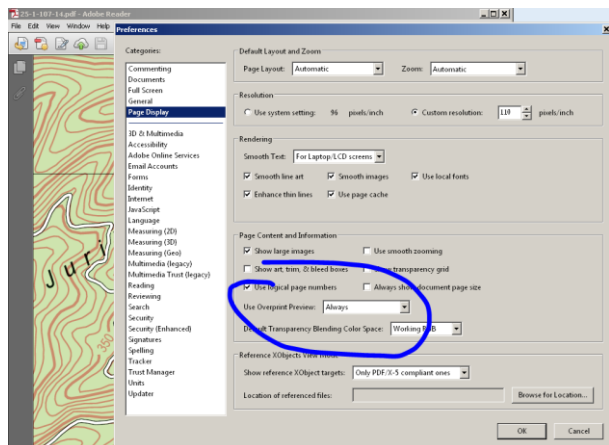 25-1-107-14.pdf - Adobe Reader
File Edit View Window Help
Preferences
Categories:
Commenting
Documents
Full Screen
General
Page Display
3D & Multimedia
Accessibility
Adobe Online Services
Email Accounts
Forms
Identity
Internet
JavaScript
Language
Measuring (2D)
Measuring (3D)
Measuring (Geo)
Multimedia (legacy)
Multimedia Trust (legacy)
Reading
Reviewing
Search
Security
Security (Enhanced)
Signatures
Spelling
Tracker
Trust Manager
Units
Updater
Default Layout and Zoom
Page Layout: Automatic Zoom: Automatic
Resolution
Use system setting: 96 pixels/inch Custom resolution: 110 pixels/inch
Rendering
Smooth Text: For Laptop/LCD screens
Smooth line art Smooth images Use local fonts
Enhance thin lines Use page cache
Page Content and Information
Show large images Use smooth zooming
Show art, trim, & bleed boxes transparency grid
Use logical page numbers Always show document page size
Use Overprint Preview: Always
Default Transparency Blending Color Space: Working RGB
Reference XObjects View Mode
Show reference XObject targets: Only PDF/X-5 compliant ones
Location of referenced files: Browse for Location...
OK Cancel
Juri
350